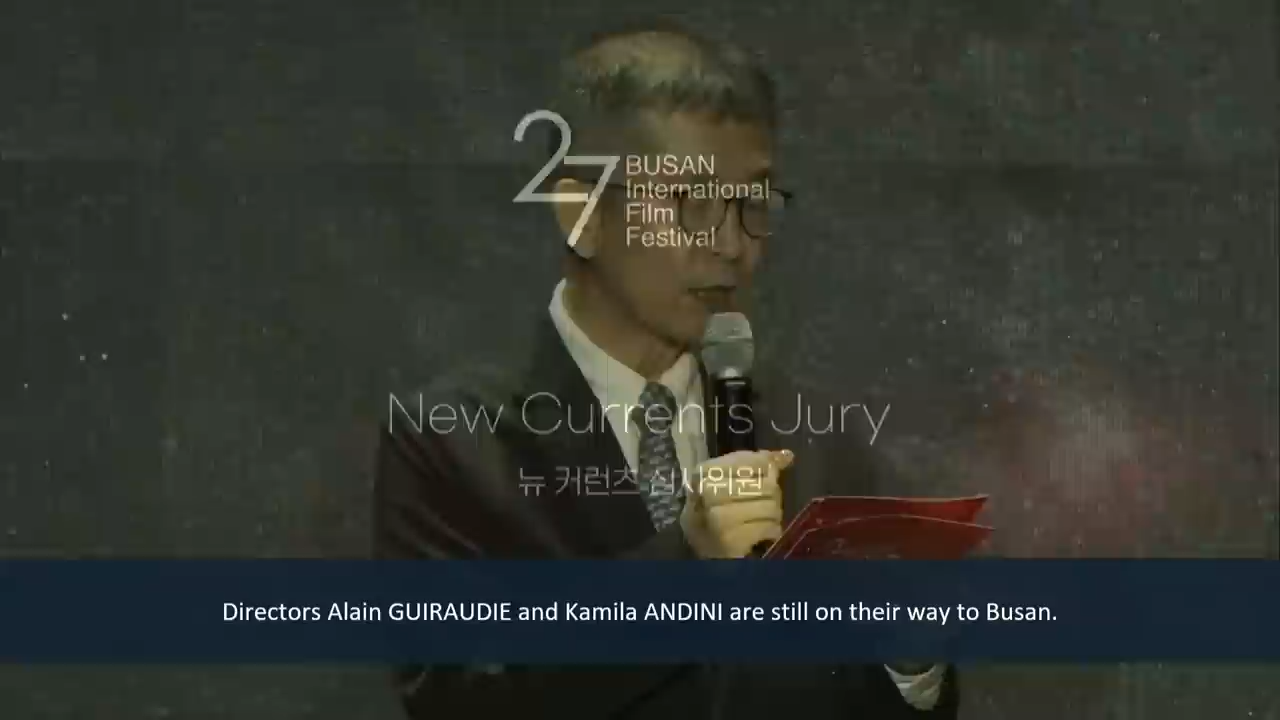 27
BUSAN
International
Film
Festival
New Currents Jury
뉴 커런츠 심사위원
Directors Alain GUIRAUDIE and Kamila ANDINI are still on their way to Busan.